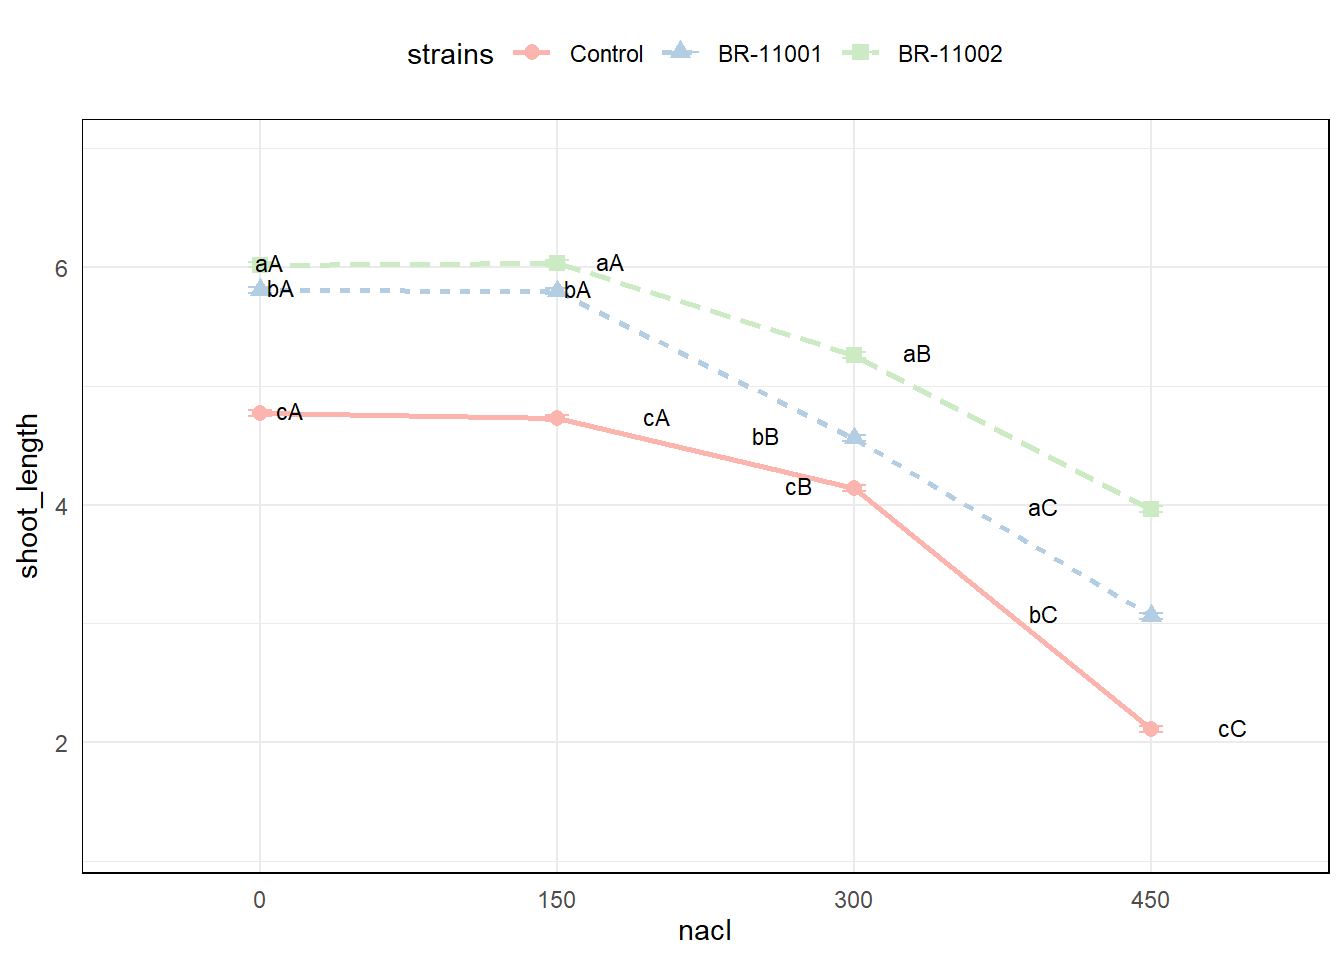 strains Control BR-11001 BR-11002
6
4
2
shoot_length
aA
aA
bA
bA
aB
cA
cA
bB
cB
aC
bC
cC
0 150 300 450
nacl